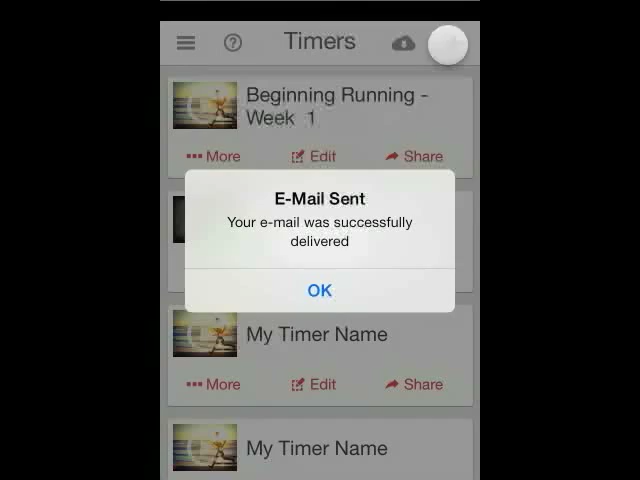 Timers
Beginning Running -
Week 1
More Edit Share
E-Mail Sent
Your e-mail was successfully
delivered
OK
My Timer Name
More Edit Share
My Timer Name